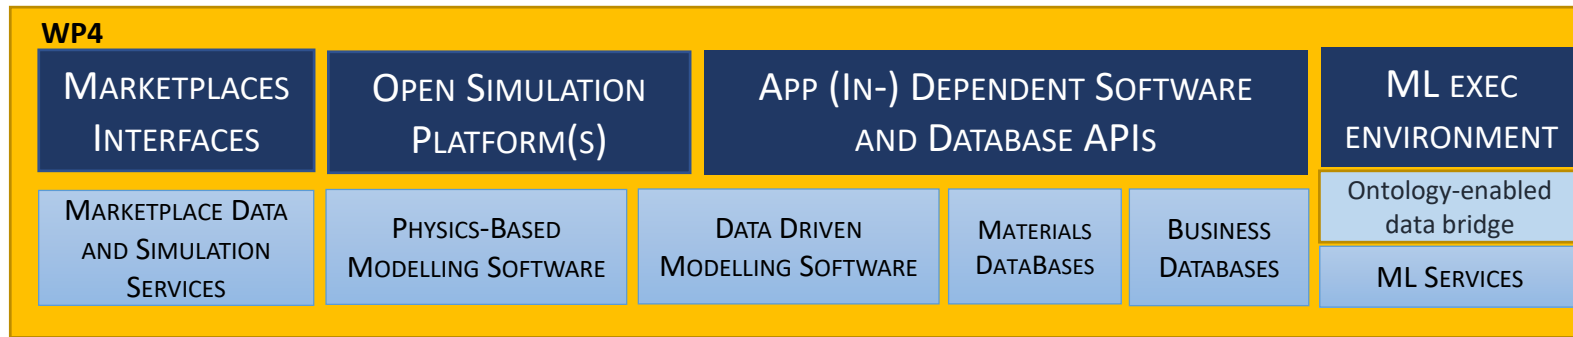 WP4
MARKETPLACES
INTERFACES
OPEN SIMULATION
PLATFORM(S)
APP (IN-) DEPENDENT SOFTWARE
AND DATABASE APIS
ML EXEC
ENVIRONMENT
MARKETPLACE DATA
AND SIMULATION
SERVICES
PHYSICS-BASED
MODELLING SOFTWARE
DATA DRIVEN
MODELLING SOFTWARE
MATERIALS
DATABASES
BUSINESS
DATABASES
Ontology-enabled
data bridge
ML SERVICES